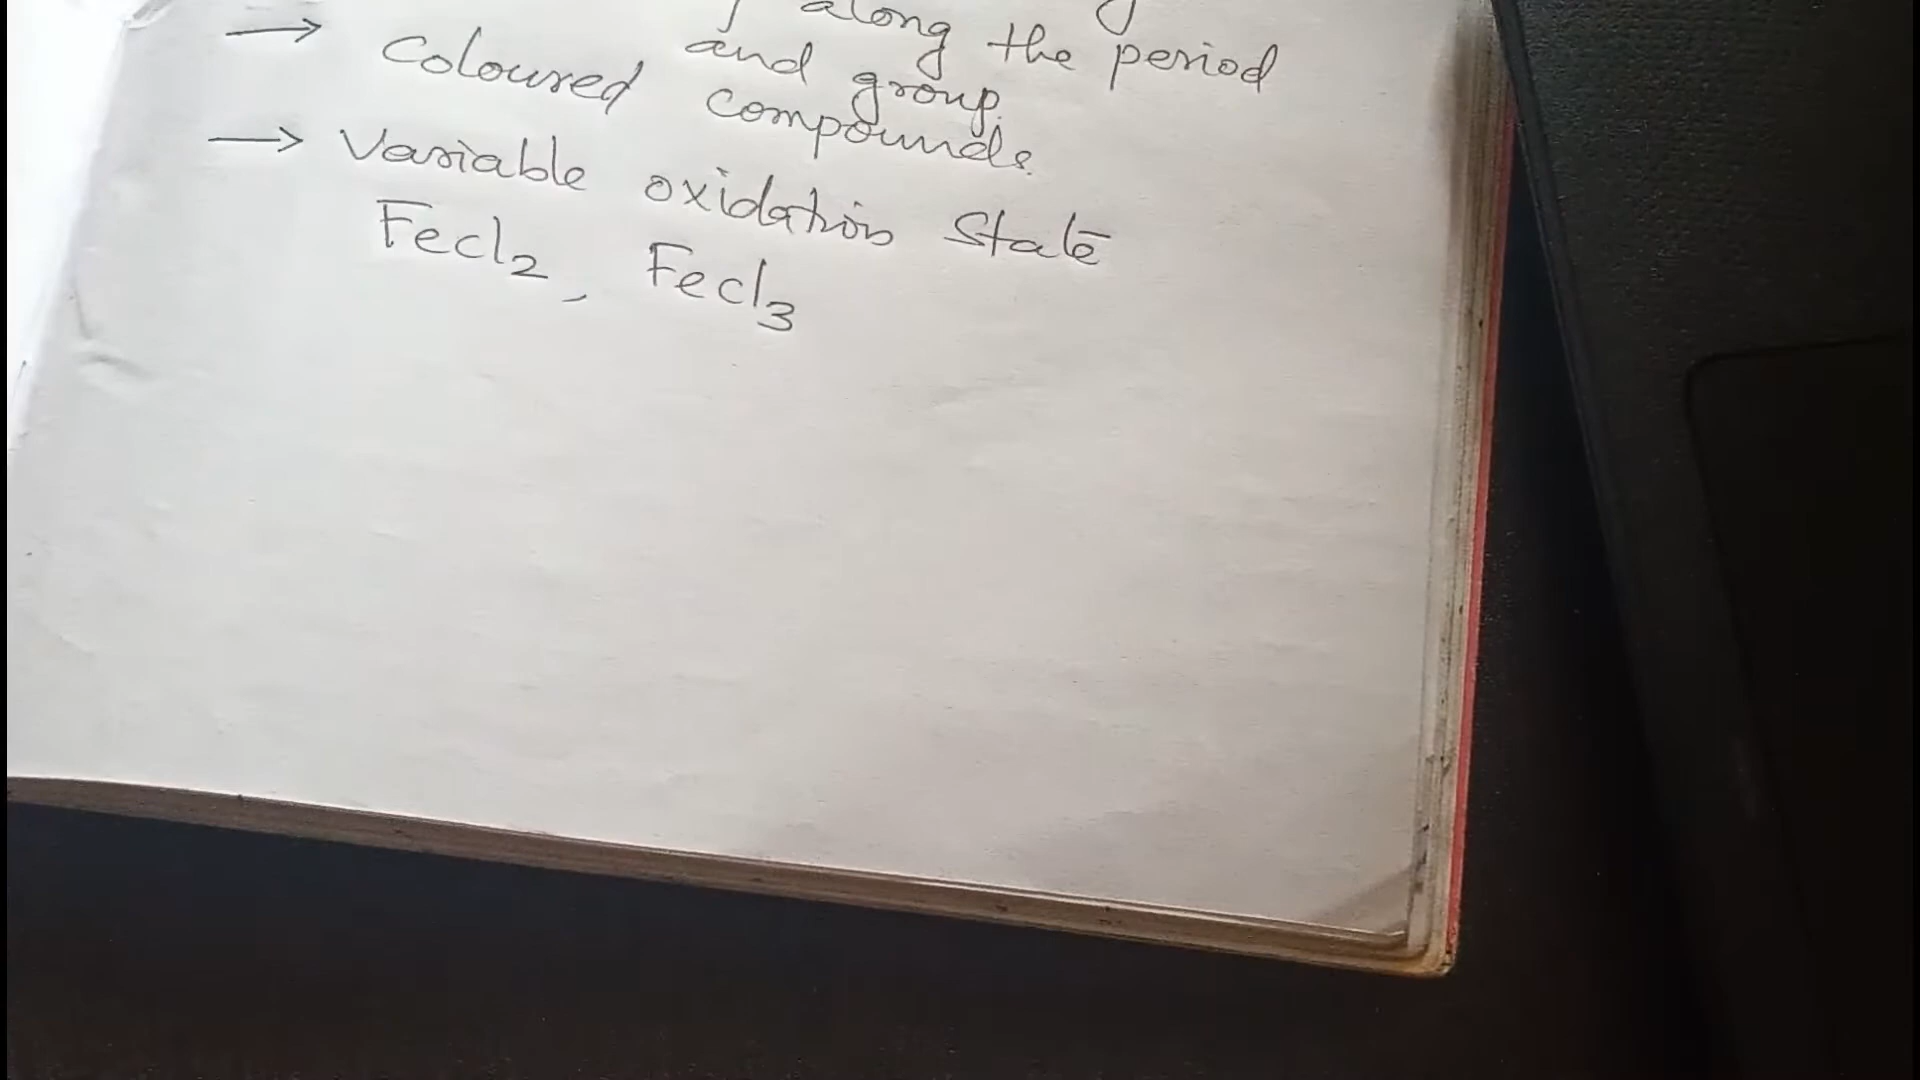 along the period
and group.
→ Coloured compounds.
→ Variable oxidation State
Fecl2, Fecl3